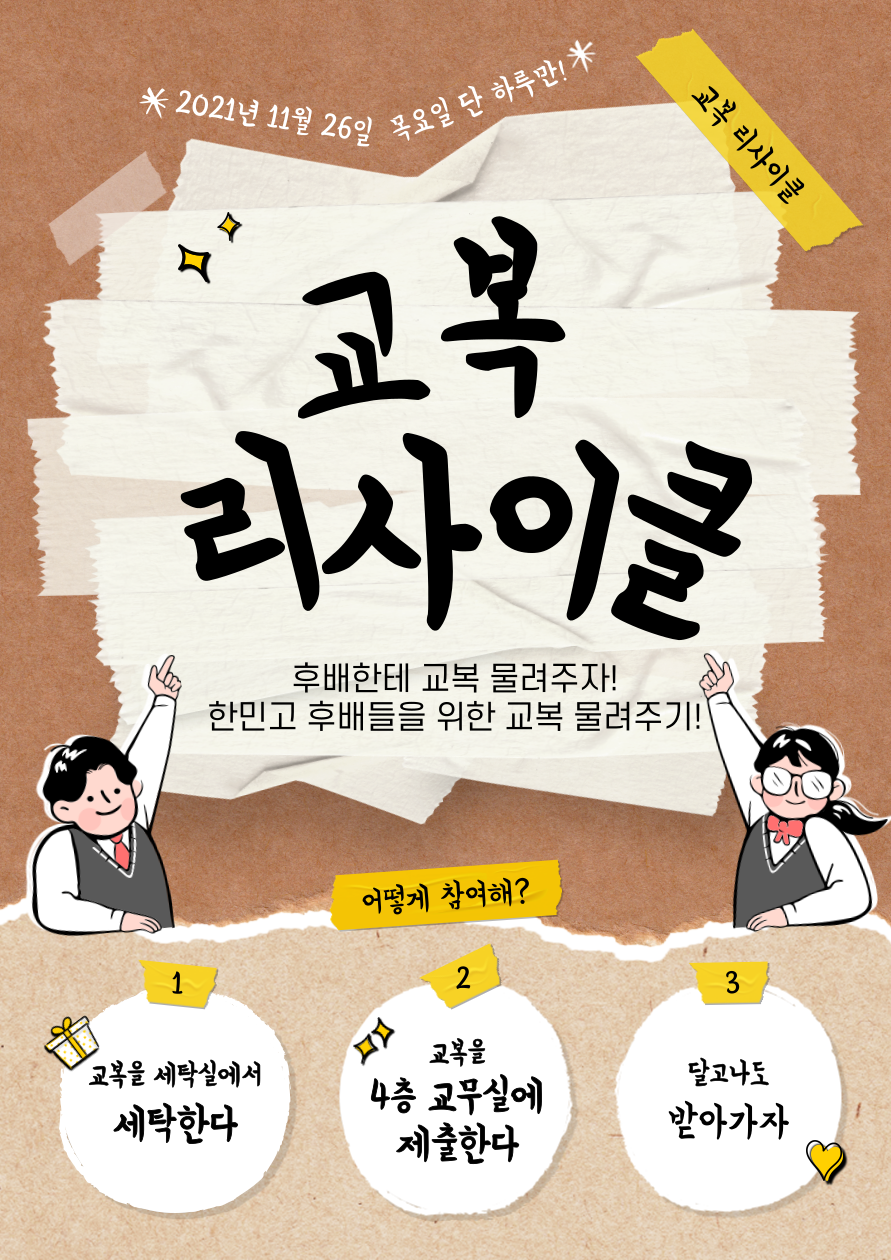 2021년 11월 26일 목요일 단 하루만!
교복 리사이클
교복
리사이클
후배한테 교복 물려주자!
한민고 후배들을 위한 교복 물려주기!
어떻게 참여해?
1
교복을 세탁실에서
세탁한다
2
교복을
4층 교무실에
제출한다
3
달고나도
받아가자